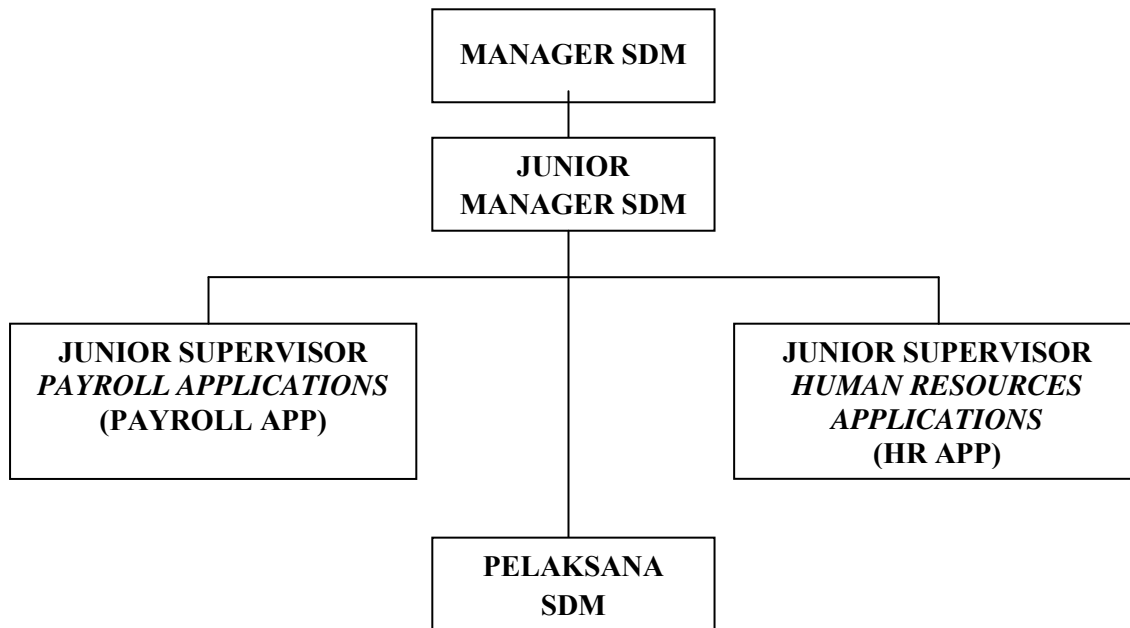 MANAGER SDM
JUNIOR
MANAGER SDM
JUNIOR SUPERVISOR
PAYROLL APPLICATIONS
(PAYROLL APP)
JUNIOR SUPERVISOR
HUMAN RESOURCES
APPLICATIONS
(HR APP)
PELAKSANA
SDM